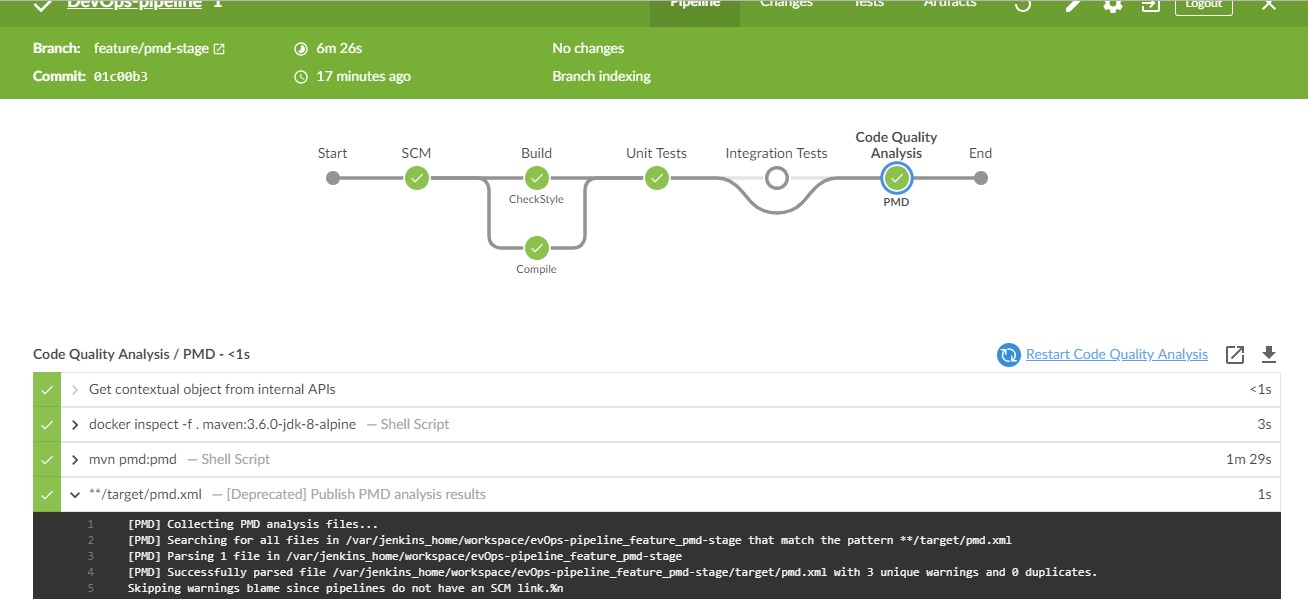 DevOps-pipeline 1
Pipeline Changes Tests Artifacts Logout
Branch: feature/pmd-stage 6m 26s No changes
Commit: 01c00b3 17 minutes ago Branch indexing
Code Quality
Start SCM Build Unit Tests Integration Tests Analysis End
CheckStyle PMD
Compile
Code Quality Analysis / PMD - <1s Restart Code Quality Analysis
Get contextual object from internal APIs <1s
docker inspect -f . maven:3.6.0-jdk-8-alpine — Shell Script 3s
mvn pmd:pmd — Shell Script 1m 29s
**/target/pmd.xml — [Deprecated] Publish PMD analysis results 1s
1 [PMD] Collecting PMD analysis files...
2 [PMD] Searching for all files in /var/jenkins_home/workspace/evOps-pipeline_feature_pmd-stage that match the pattern **/target/pmd.xml
3 [PMD] Parsing 1 file in /var/jenkins_home/workspace/evOps-pipeline_feature_pmd-stage
4 [PMD] Successfully parsed file /var/jenkins_home/workspace/evOps-pipeline_feature_pmd-stage/target/pmd.xml with 3 unique warnings and 0 duplicates.
5 Skipping warnings blame since pipelines do not have an SCM link.%n